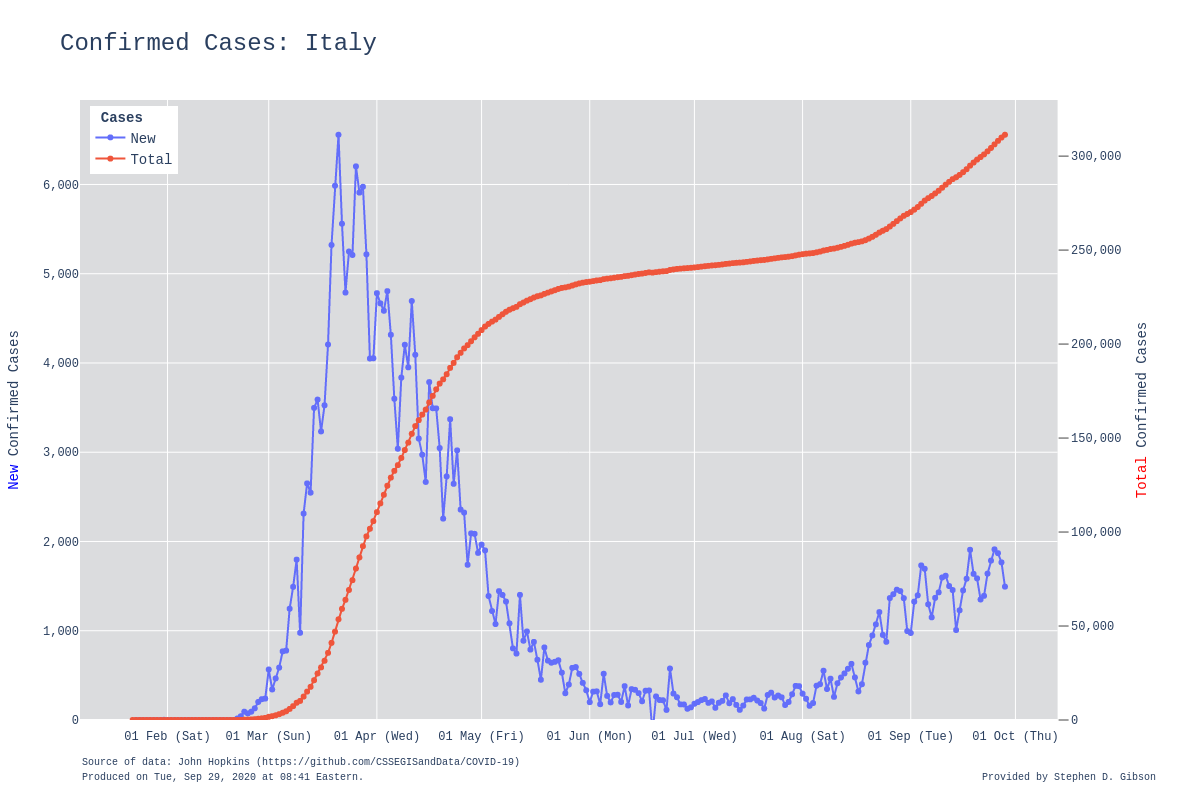 Confirmed Cases: Italy
Cases
New
Total
6,000
5,000
4,000
3,000
2,000
1,000
0
New Confirmed Cases
300,000
250,000
200,000
150,000
100,000
50,000
0
Total Confirmed Cases
01 Feb (Sat) 01 Mar (Sun) 01 Apr (Wed) 01 May (Fri) 01 Jun (Mon) 01 Jul (Wed) 01 Aug (Sat) 01 Sep (Tue) 01 Oct (Thu)
Source of data: John Hopkins (https://github.com/CSSEGISandData/COVID-19)
Produced on Tue, Sep 29, 2020 at 08:41 Eastern.
Provided by Stephen D. Gibson